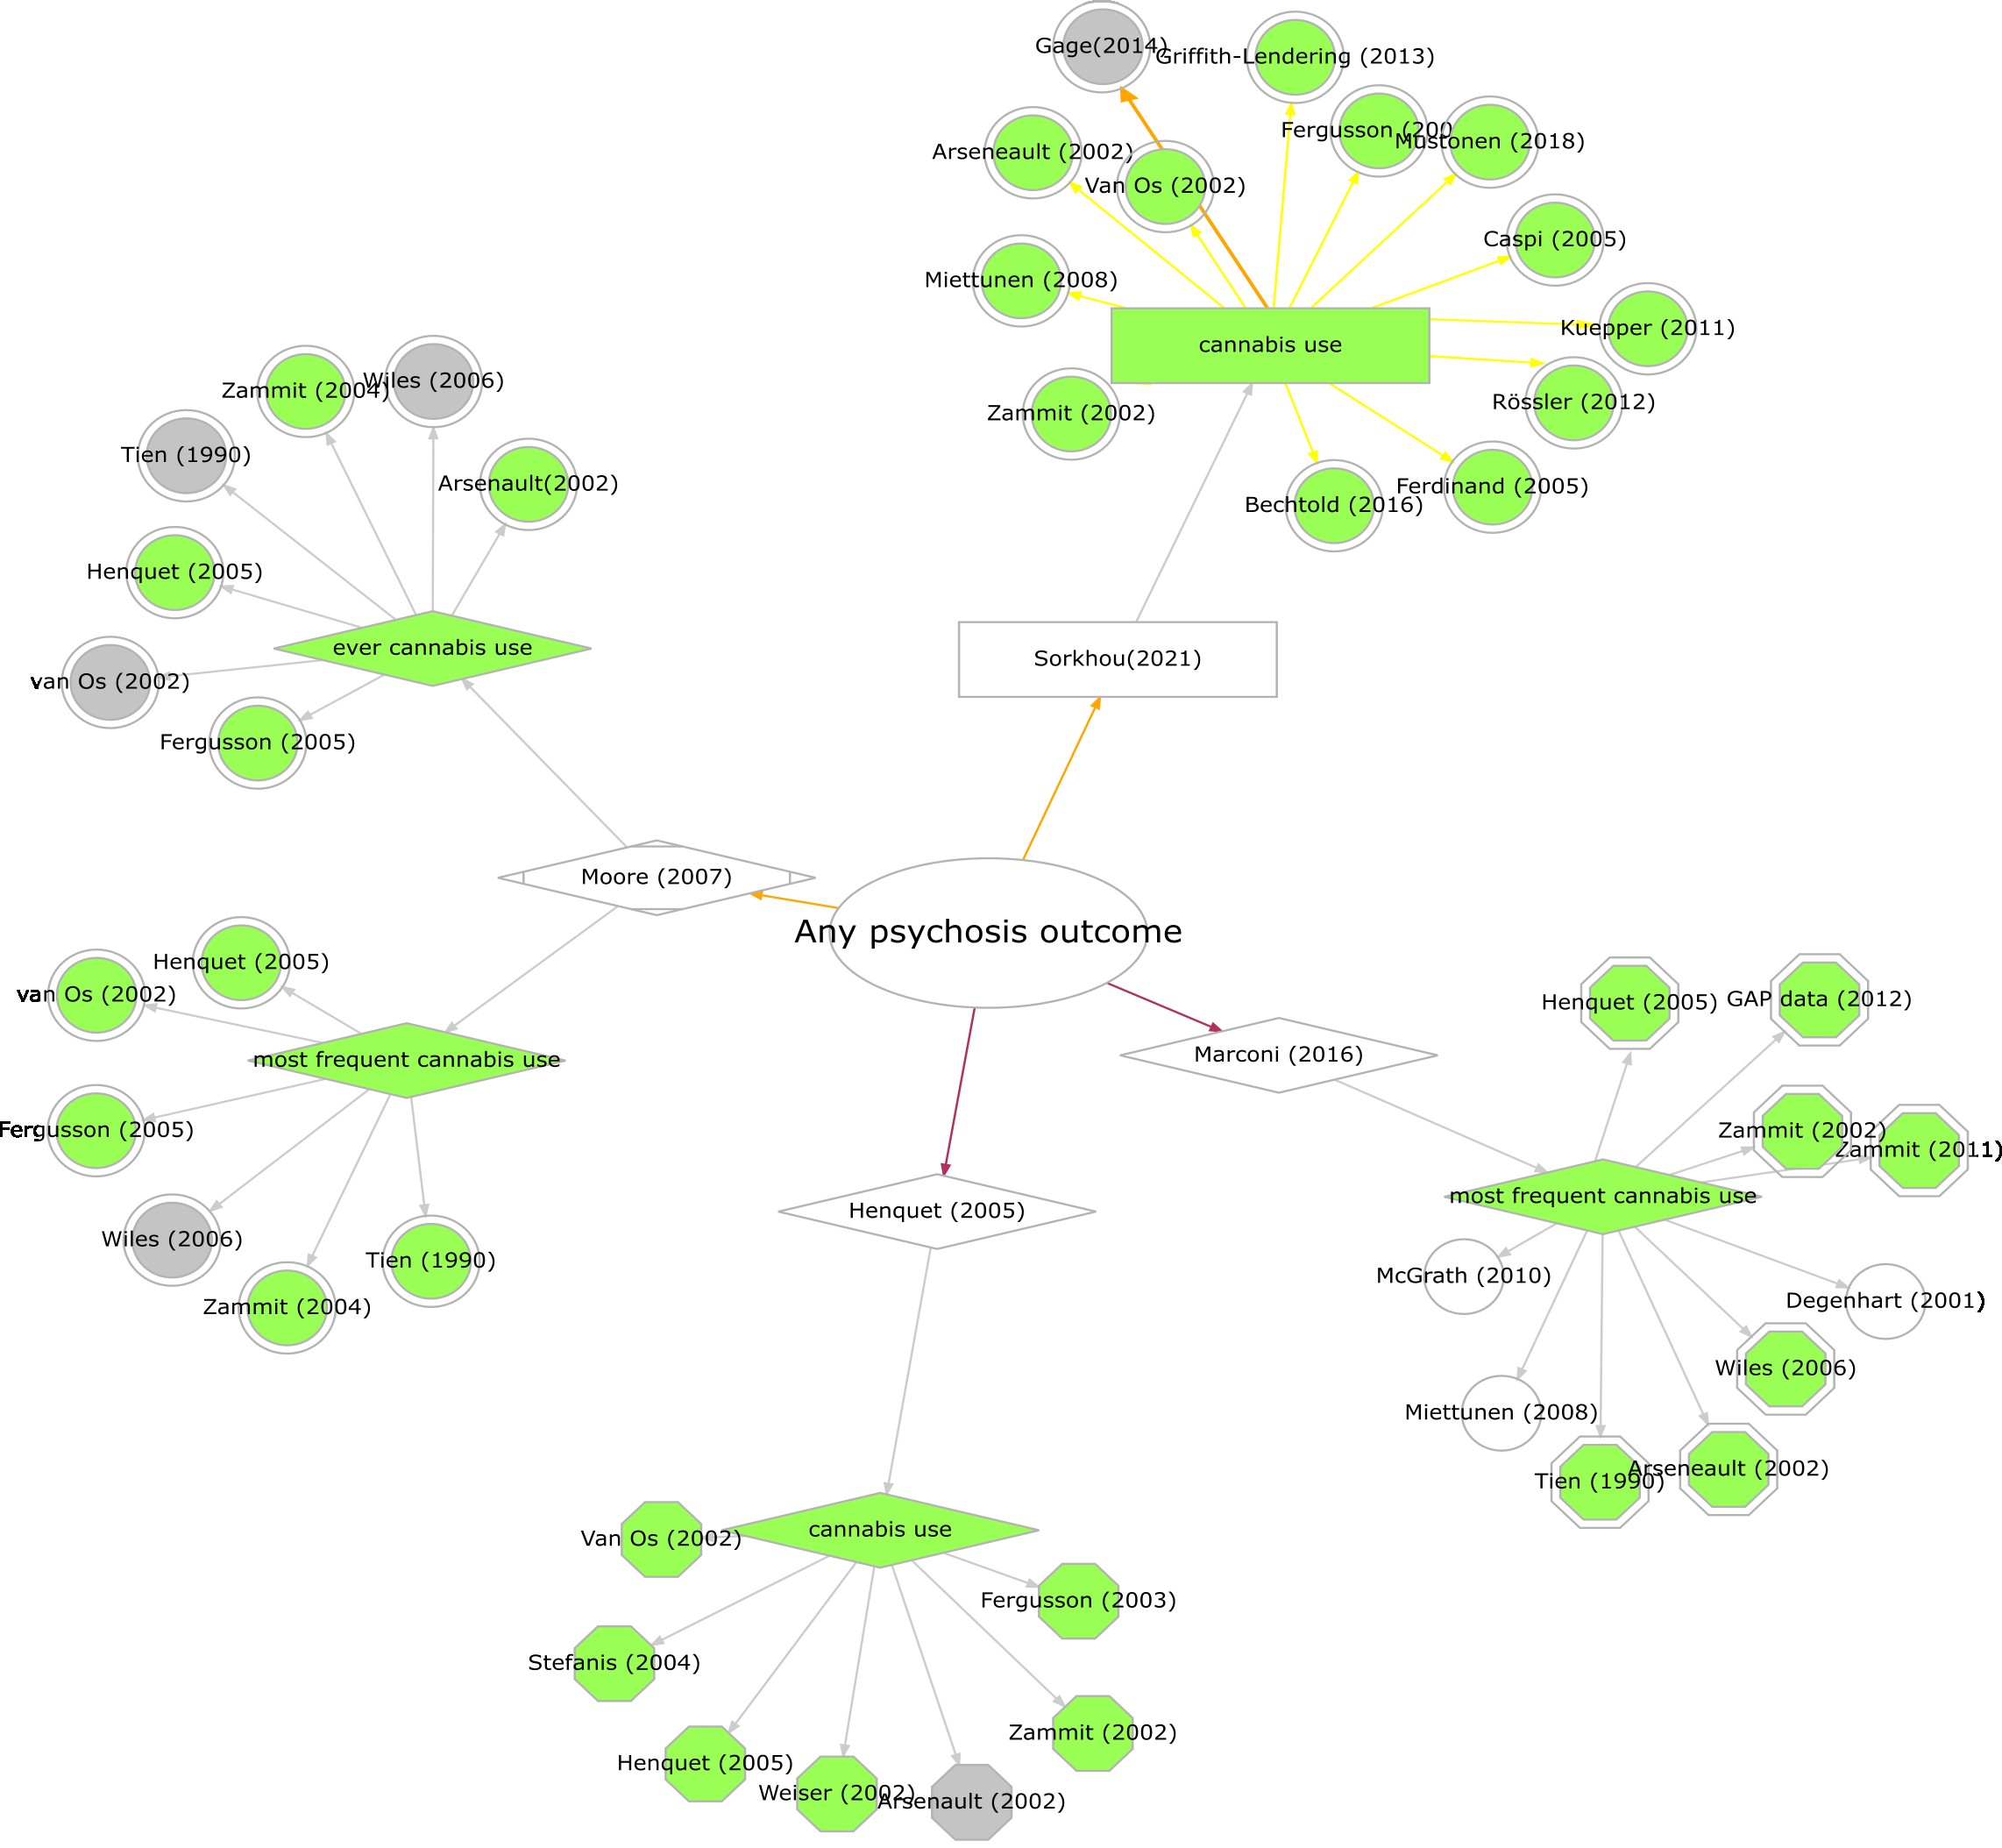 Gage(2014)
Griffith-Lendering (2013)
Fergusson (200
Mustonen (2018)
Arseneault (2002)
Van Os (2002)
Caspi (2005)
Miettunen (2008)
Kuepper (2011)
cannabis use
Zammit (2002)
Rössler (2012)
Ferdinand (2005)
Bechtold (2016)
Zammit (2004)
Wiles (2006)
Tien (1990)
Arsenault(2002)
Henquet (2005)
ever cannabis use
van Os (2002)
Fergusson (2005)
Sorkhou(2021)
Moore (2007)
Any psychosis outcome
Henquet (2005)
van Os (2002)
most frequent cannabis use
Fergusson (2005)
Wiles (2006)
Tien (1990)
Zammit (2004)
Marconi (2016)
Henquet (2005)
GAP data (2012)
Zammit (2002)
Zammit (2011)
most frequent cannabis use
McGrath (2010)
Degenhart (2001)
Wiles (2006)
Miettunen (2008)
Arseneault (2002)
Tien (1990)
Henquet (2005)
cannabis use
Van Os (2002)
Fergusson (2003)
Stefanis (2004)
Zammit (2002)
Henquet (2005)
Weiser (2002)
Arsenault (2002)